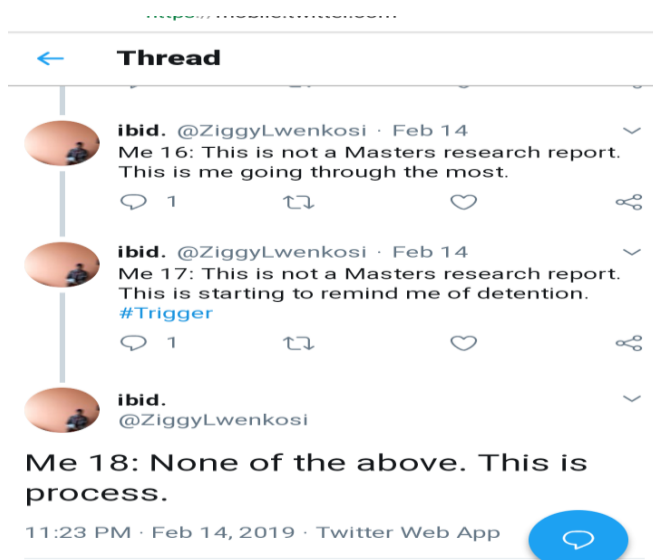 Thread
ibid. @ZiggyLwenkosi · Feb 14
Me 16: This is not a Masters research report.
This is me going through the most.
1
ibid. @ZiggyLwenkosi · Feb 14
Me 17: This is not a Masters research report.
This is starting to remind me of detention.
#Trigger
1
ibid.
@ZiggyLwenkosi
Me 18: None of the above. This is
process.
11:23 PM · Feb 14, 2019 · Twitter Web App